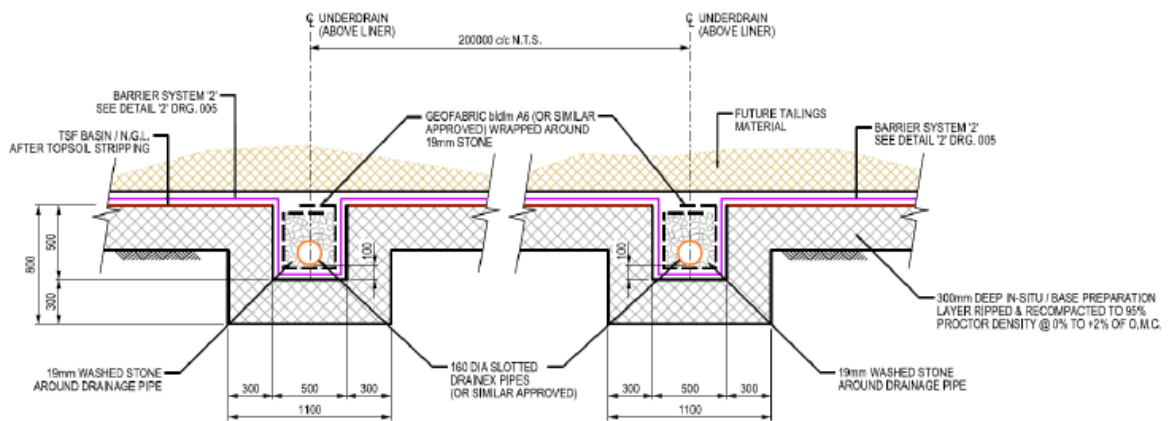 ℄ UNDERDRAIN
(ABOVE LINER)
℄ UNDERDRAIN
(ABOVE LINER)
200000 c/c N.T.S.
BARRIER SYSTEM '2'
SEE DETAIL '2' DRG. 005
TSF BASIN / N.G.L.
AFTER TOPSOIL STRIPPING
GEOFABRIC bidim A6 (OR SIMILAR
APPROVED) WRAPPED AROUND
19mm STONE
FUTURE TAILINGS
MATERIAL
BARRIER SYSTEM '2'
SEE DETAIL '2' DRG. 005
800
500
300
100
100
300mm DEEP IN-SITU / BASE PREPARATION
LAYER RIPPED & RECOMPACTED TO 95%
PROCTOR DENSITY @ 0% TO +2% OF O.M.C.
19mm WASHED STONE
AROUND DRAINAGE PIPE
160 DIA SLOTTED
DRAINEX PIPES
(OR SIMILAR APPROVED)
19mm WASHED STONE
AROUND DRAINAGE PIPE
300 500 300
1100
300 500 300
1100